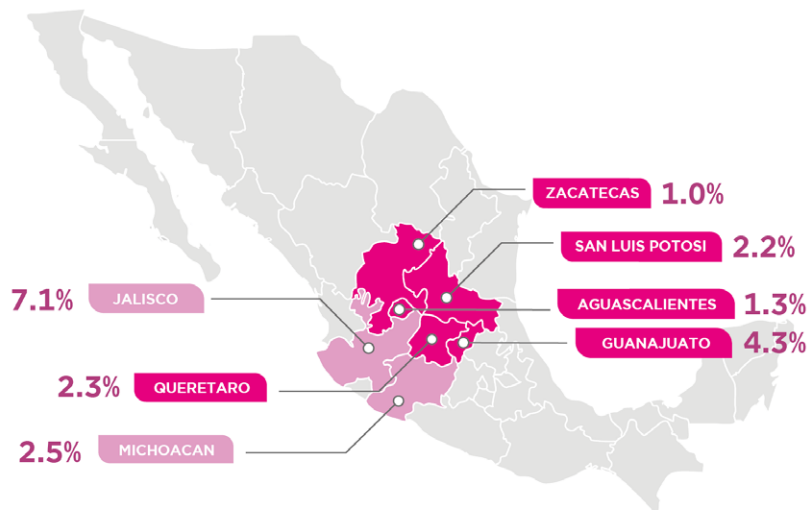 ZACATECAS 1.0%
SAN LUIS POTOSI 2.2%
7.1% JALISCO
AGUASCALIENTES 1.3%
GUANAJUATO 4.3%
2.3% QUERETARO
2.5% MICHOACAN